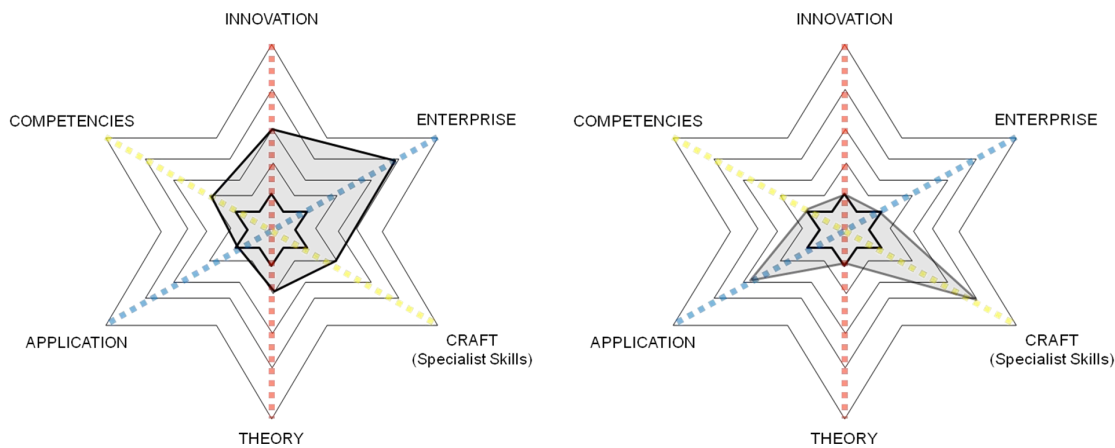 INNOVATION
COMPETENCIES
ENTERPRISE
APPLICATION
CRAFT
(Specialist Skills)
THEORY
INNOVATION
COMPETENCIES
ENTERPRISE
APPLICATION
CRAFT
(Specialist Skills)
THEORY